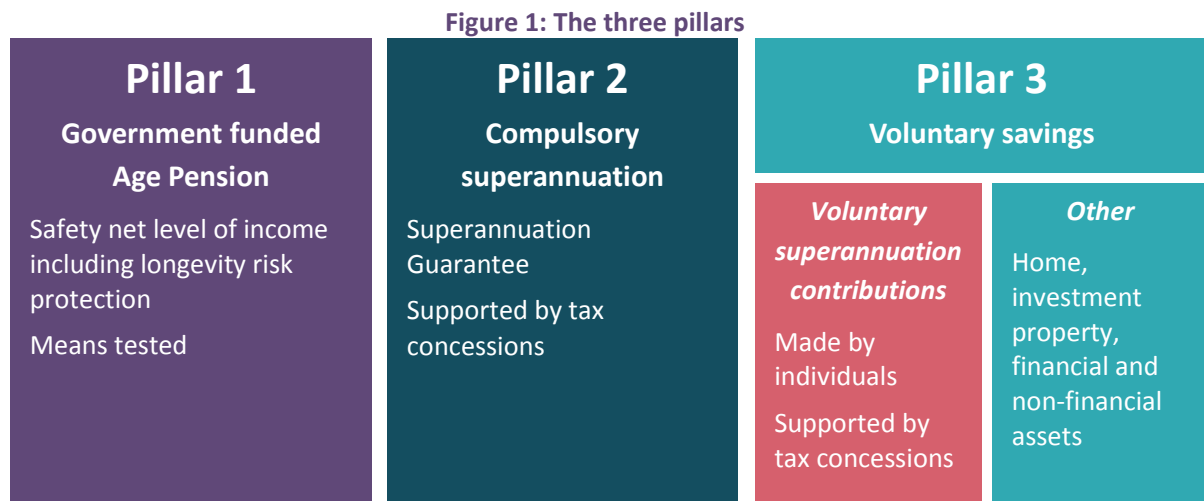 Figure 1: The three pillars
Pillar 1
Government funded
Age Pension
Safety net level of income
including longevity risk
protection
Means tested
Pillar 2
Compulsory
superannuation
Superannuation
Guarantee
Supported by tax
concessions
Pillar 3
Voluntary savings
Voluntary
superannuation
contributions
Made by
individuals
Supported by
tax concessions
Other
Home,
investment
property,
financial and
non-financial
assets